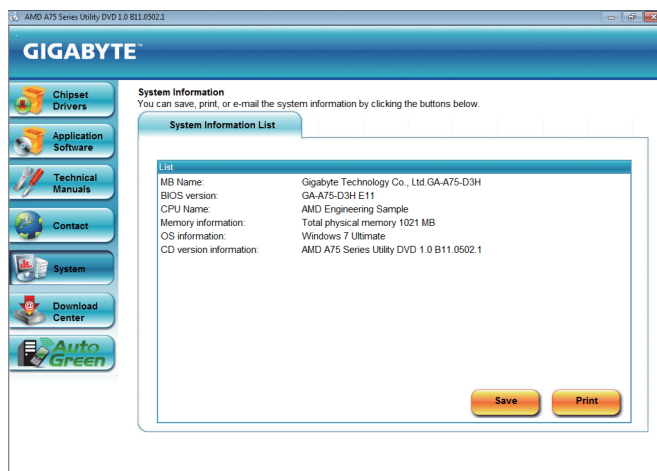 AMD A75 Series Utility DVD 1.0 B11.0502.1
GIGABYTE™
Chipset
Drivers
Application
Software
Technical
Manuals
Contact
System
Download
Center
Auto
Green
System Information
You can save, print, or e-mail the system information by clicking the buttons below.
System Information List
List
MB Name: Gigabyte Technology Co., Ltd.GA-A75-D3H
BIOS version: GA-A75-D3H E11
CPU Name: AMD Engineering Sample
Memory information: Total physical memory 1021 MB
OS information: Windows 7 Ultimate
CD version information: AMD A75 Series Utility DVD 1.0 B11.0502.1
Save Print